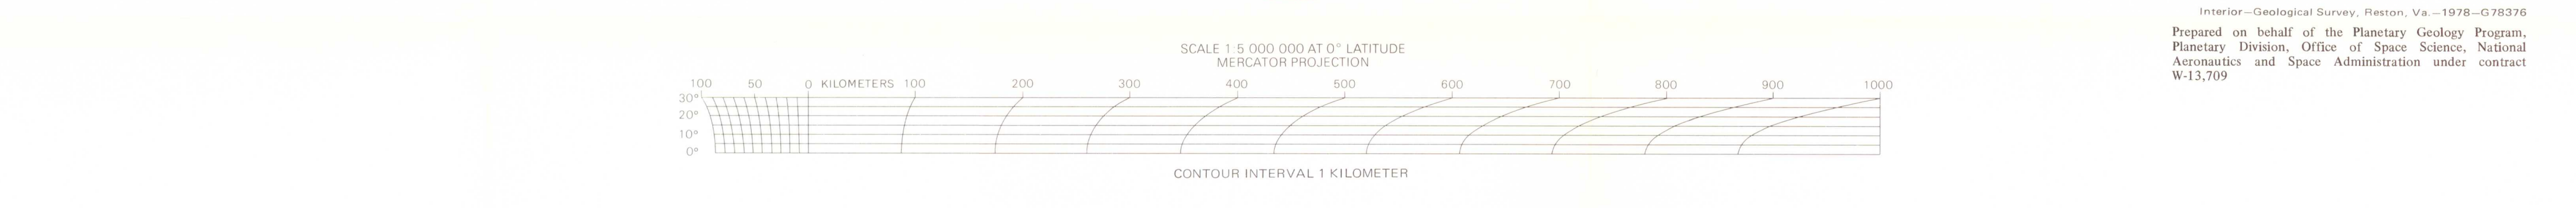 Interior—Geological Survey, Reston, Va.—1978—G78376
Prepared on behalf of the Planetary Geology Program,
Planetary Division, Office of Space Science, National
Aeronautics and Space Administration under contract
W-13,709
SCALE 1:5 000 000 AT 0° LATITUDE
MERCATOR PROJECTION
100 50 0 KILOMETERS 100 200 300 400 500 600 700 800 900 1000
30°
20°
10°
0°
CONTOUR INTERVAL 1 KILOMETER